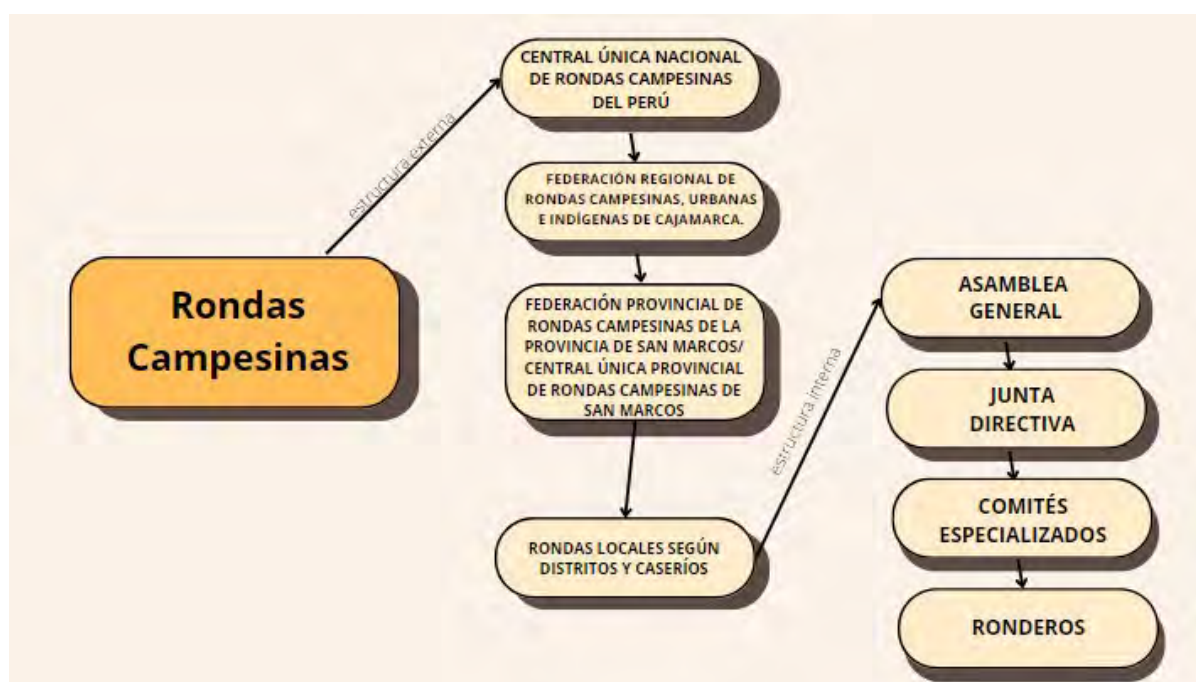 Rondas
Campesinas
estructura externa
CENTRAL ÚNICA NACIONAL
DE RONDAS CAMPESINAS
DEL PERÚ
FEDERACIÓN REGIONAL DE
RONDAS CAMPESINAS, URBANAS
E INDÍGENAS DE CAJAMARCA.
FEDERACIÓN PROVINCIAL DE
RONDAS CAMPESINAS DE LA
PROVINCIA DE SAN MARCOS/
CENTRAL ÚNICA PROVINCIAL
DE RONDAS CAMPESINAS DE
SAN MARCOS
RONDAS LOCALES SEGÚN
DISTRITOS Y CASERÍOS
estructura interna
ASAMBLEA
GENERAL
JUNTA
DIRECTIVA
COMITÉS
ESPECIALIZADOS
RONDEROS